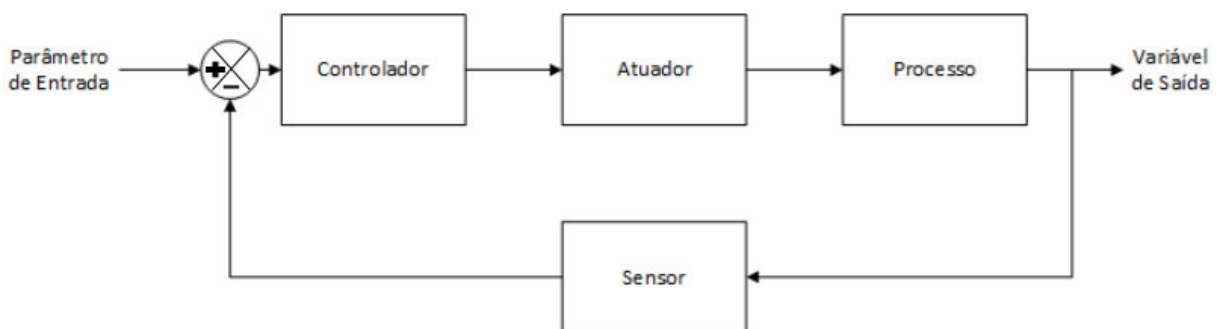 Parâmetro
de Entrada
Controlador
Atuador
Processo
Variável
de Saída
Sensor